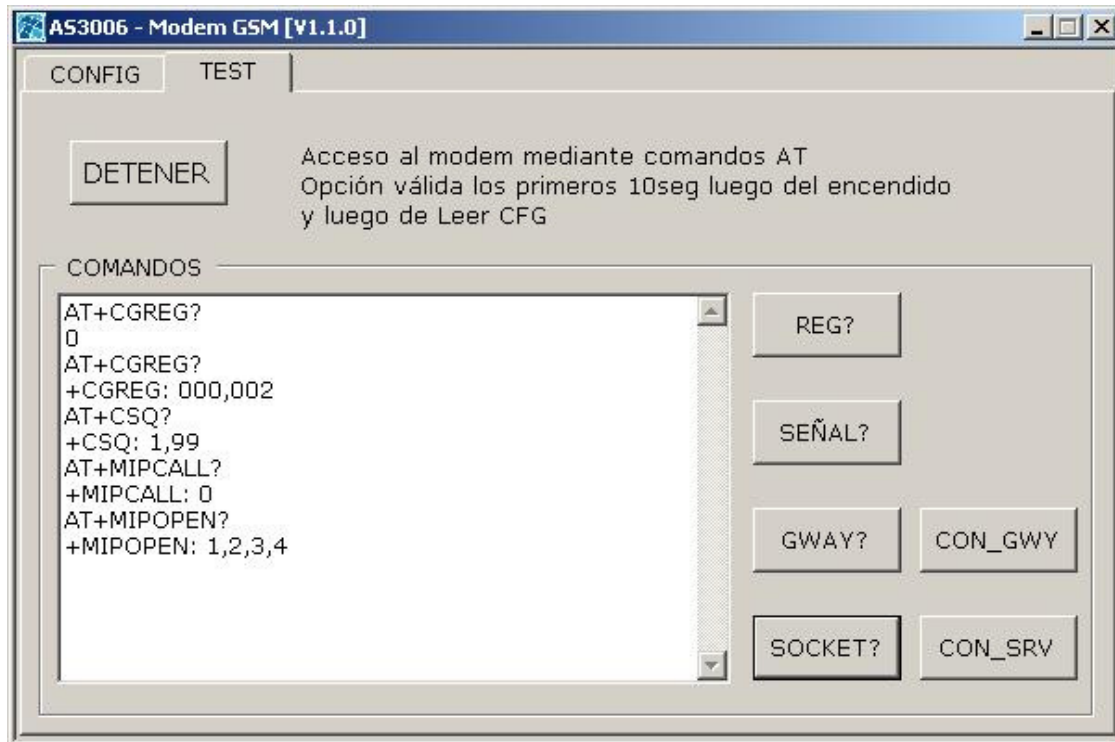 AS3006 - Modem GSM [V1.1.0]
CONFIG
TEST
DETENER
Acceso al modem mediante comandos AT
Opción válida los primeros 10seg luego del encendido
y luego de Leer CFG
COMANDOS
AT+CGREG?
0
AT+CGREG?
+CGREG: 000,002
AT+CSQ?
+CSQ: 1,99
AT+MIPCALL?
+MIPCALL: 0
AT+MIPOPEN?
+MIPOPEN: 1,2,3,4
REG?
SEÑAL?
GWAY?
CON_GWY
SOCKET?
CON_SRV